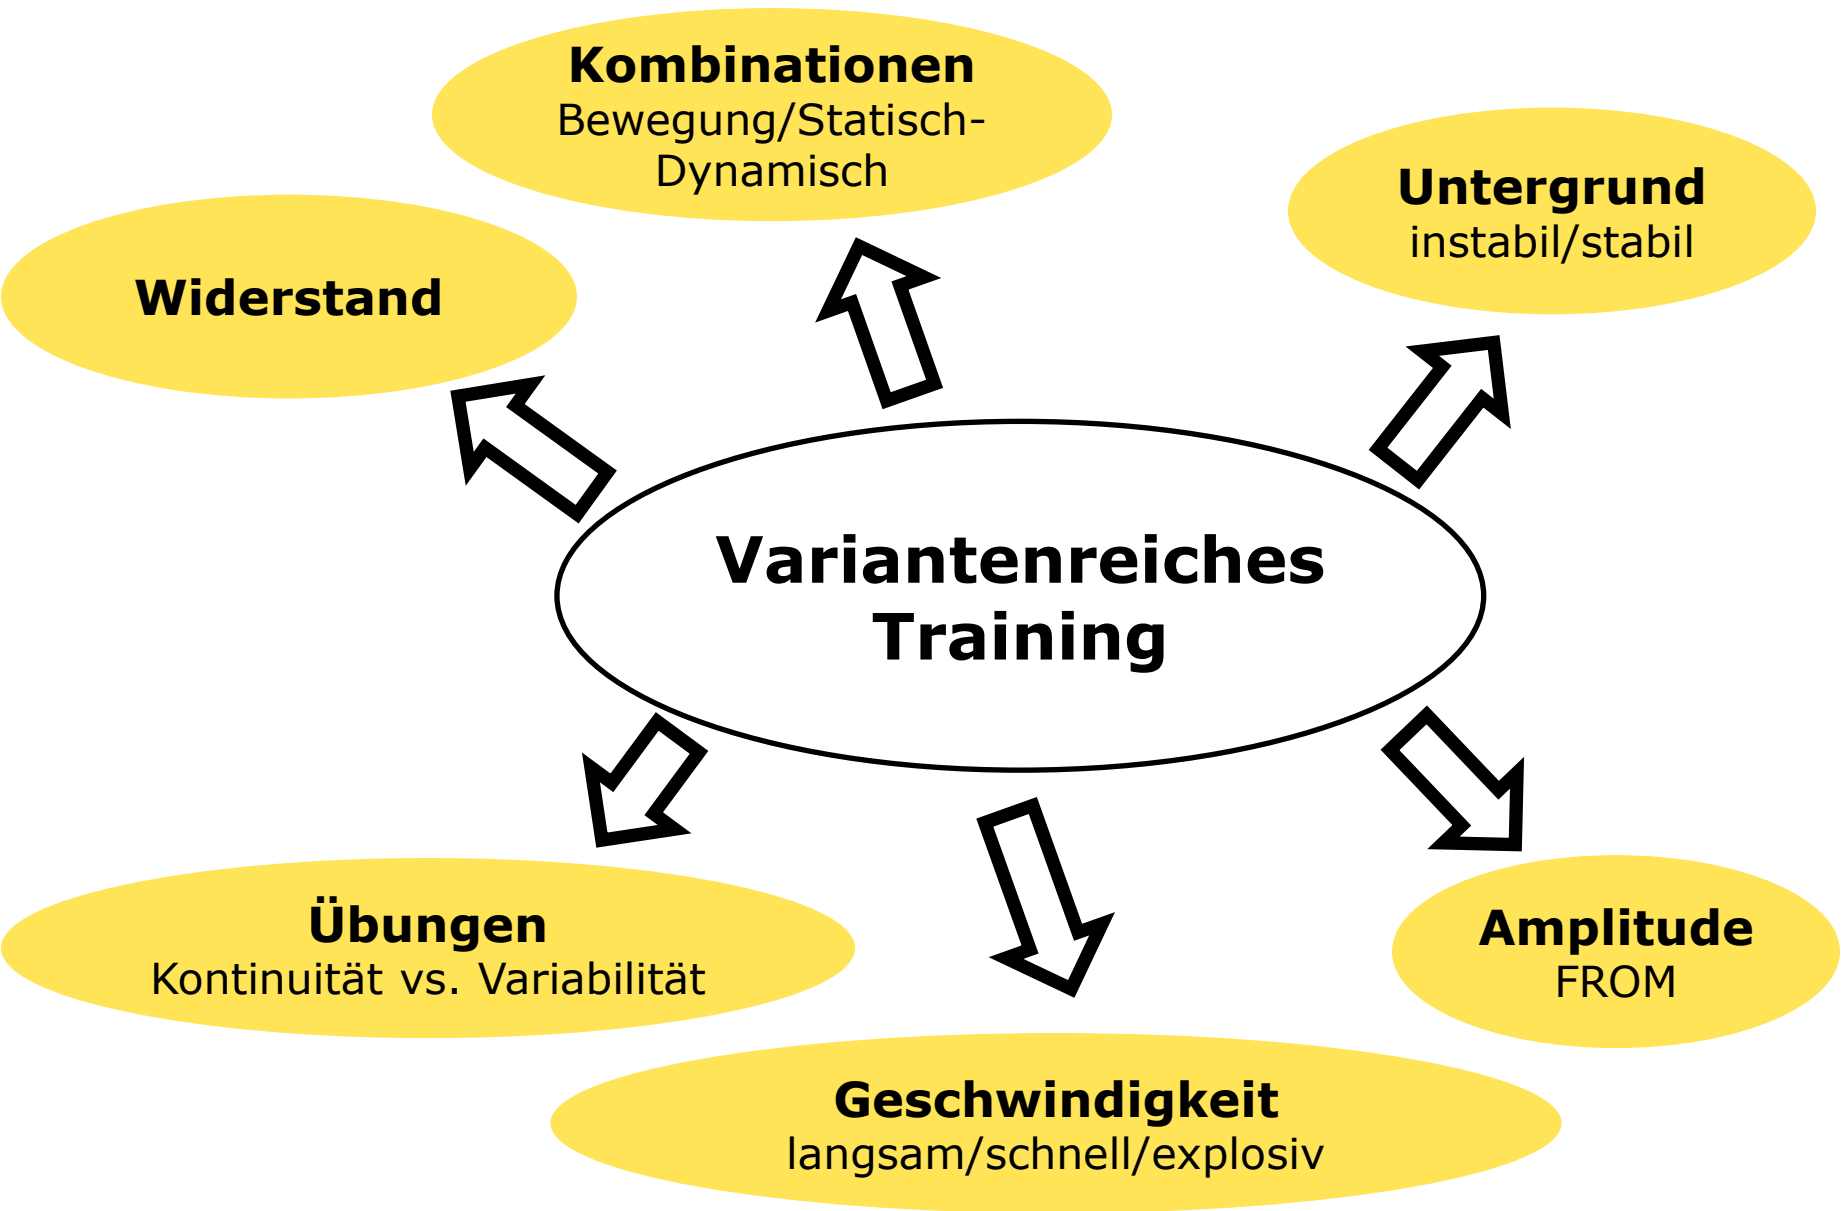 Kombinationen
Bewegung/Statisch-
Dynamisch
Untergrund
instabil/stabil
Widerstand
Variantenreiches
Training
Übungen
Kontinuität vs. Variabilität
Amplitude
FROM
Geschwindigkeit
langsam/schnell/explosiv